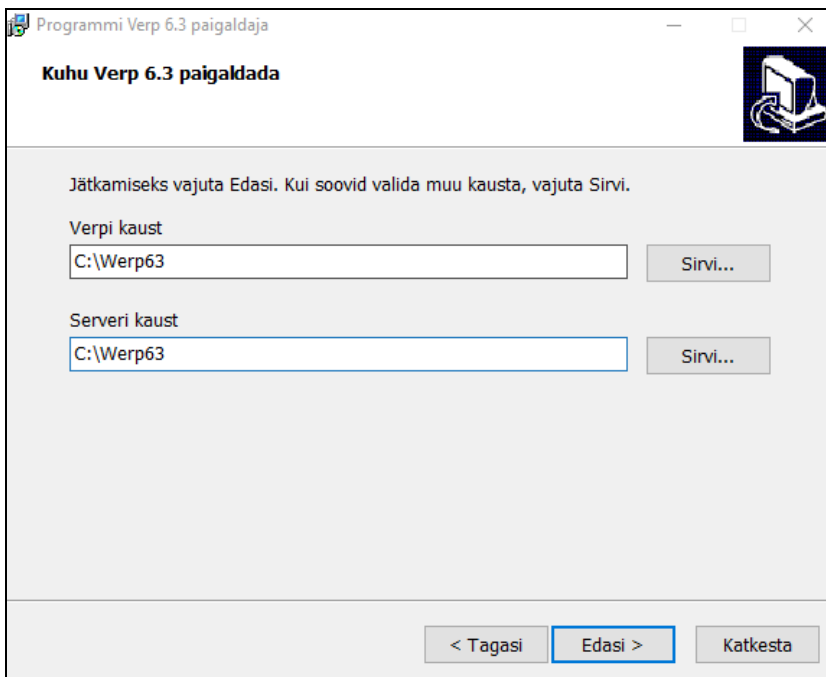 Programmi Verp 6.3 paigaldaja
Kuhu Verp 6.3 paigaldada
Jätkamiseks vajuta Edasi. Kui soovid valida muu kausta, vajuta Sirvi.
Verpi kaust
C:\Werp63
Sirvi...
Serveri kaust
C:\Werp63
Sirvi...
< Tagasi
Edasi >
Katkesta